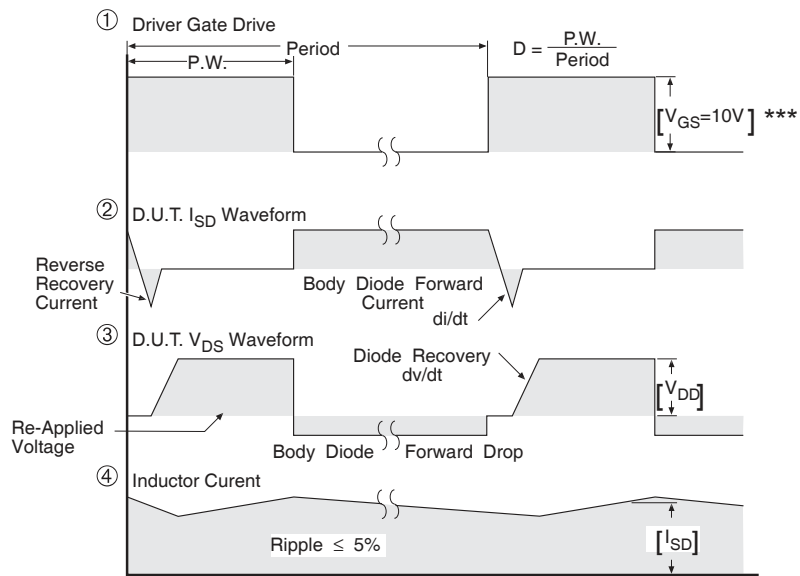 ① Driver Gate Drive
Period
P.W.
D = P.W. / Period
[VGS=10V] ***
② D.U.T. ISD Waveform
Reverse
Recovery
Current
Body Diode Forward
Current
di/dt
③ D.U.T. VDS Waveform
Diode Recovery
dv/dt
[VDD]
Re-Applied
Voltage
Body Diode Forward Drop
④ Inductor Curent
Ripple ≤ 5%
[ISD]